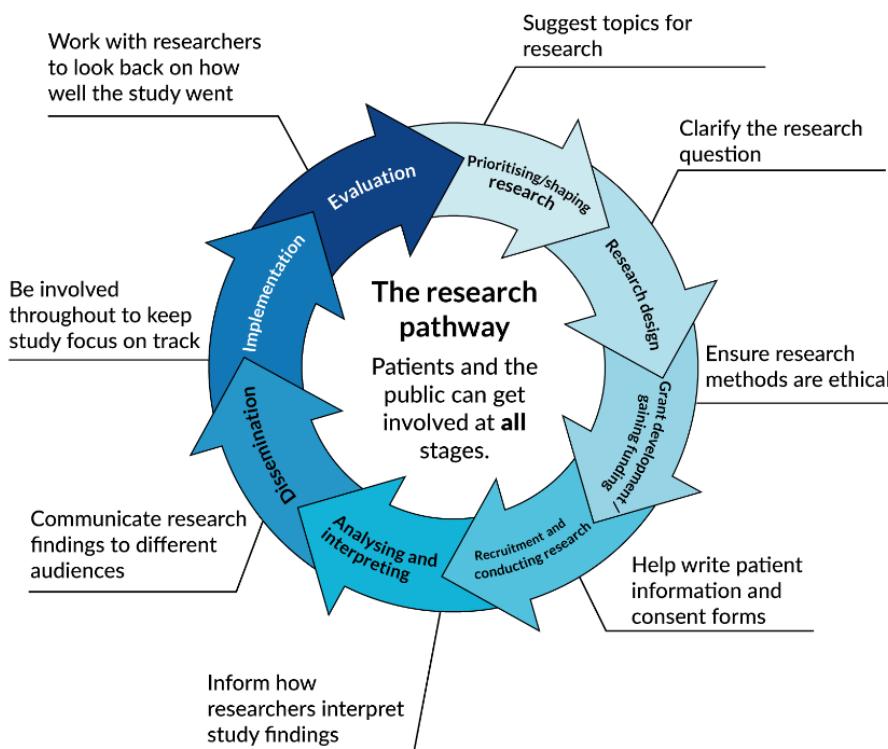 Work with researchers
to look back on how
well the study went
Suggest topics for
research
Clarify the research
question
Ensure research
methods are ethical
Help write patient
information and
consent forms
Inform how
researchers interpret
study findings
Communicate research
findings to different
audiences
Be involved
throughout to keep
study focus on track
Evaluation
Prioritising/shaping
research
Research design
Grant development/
gaining funding
Recruitment and
conducting research
Analysing and
interpreting
Dissemination
Implementation
The research
pathway
Patients and the
public can get
involved at all
stages.